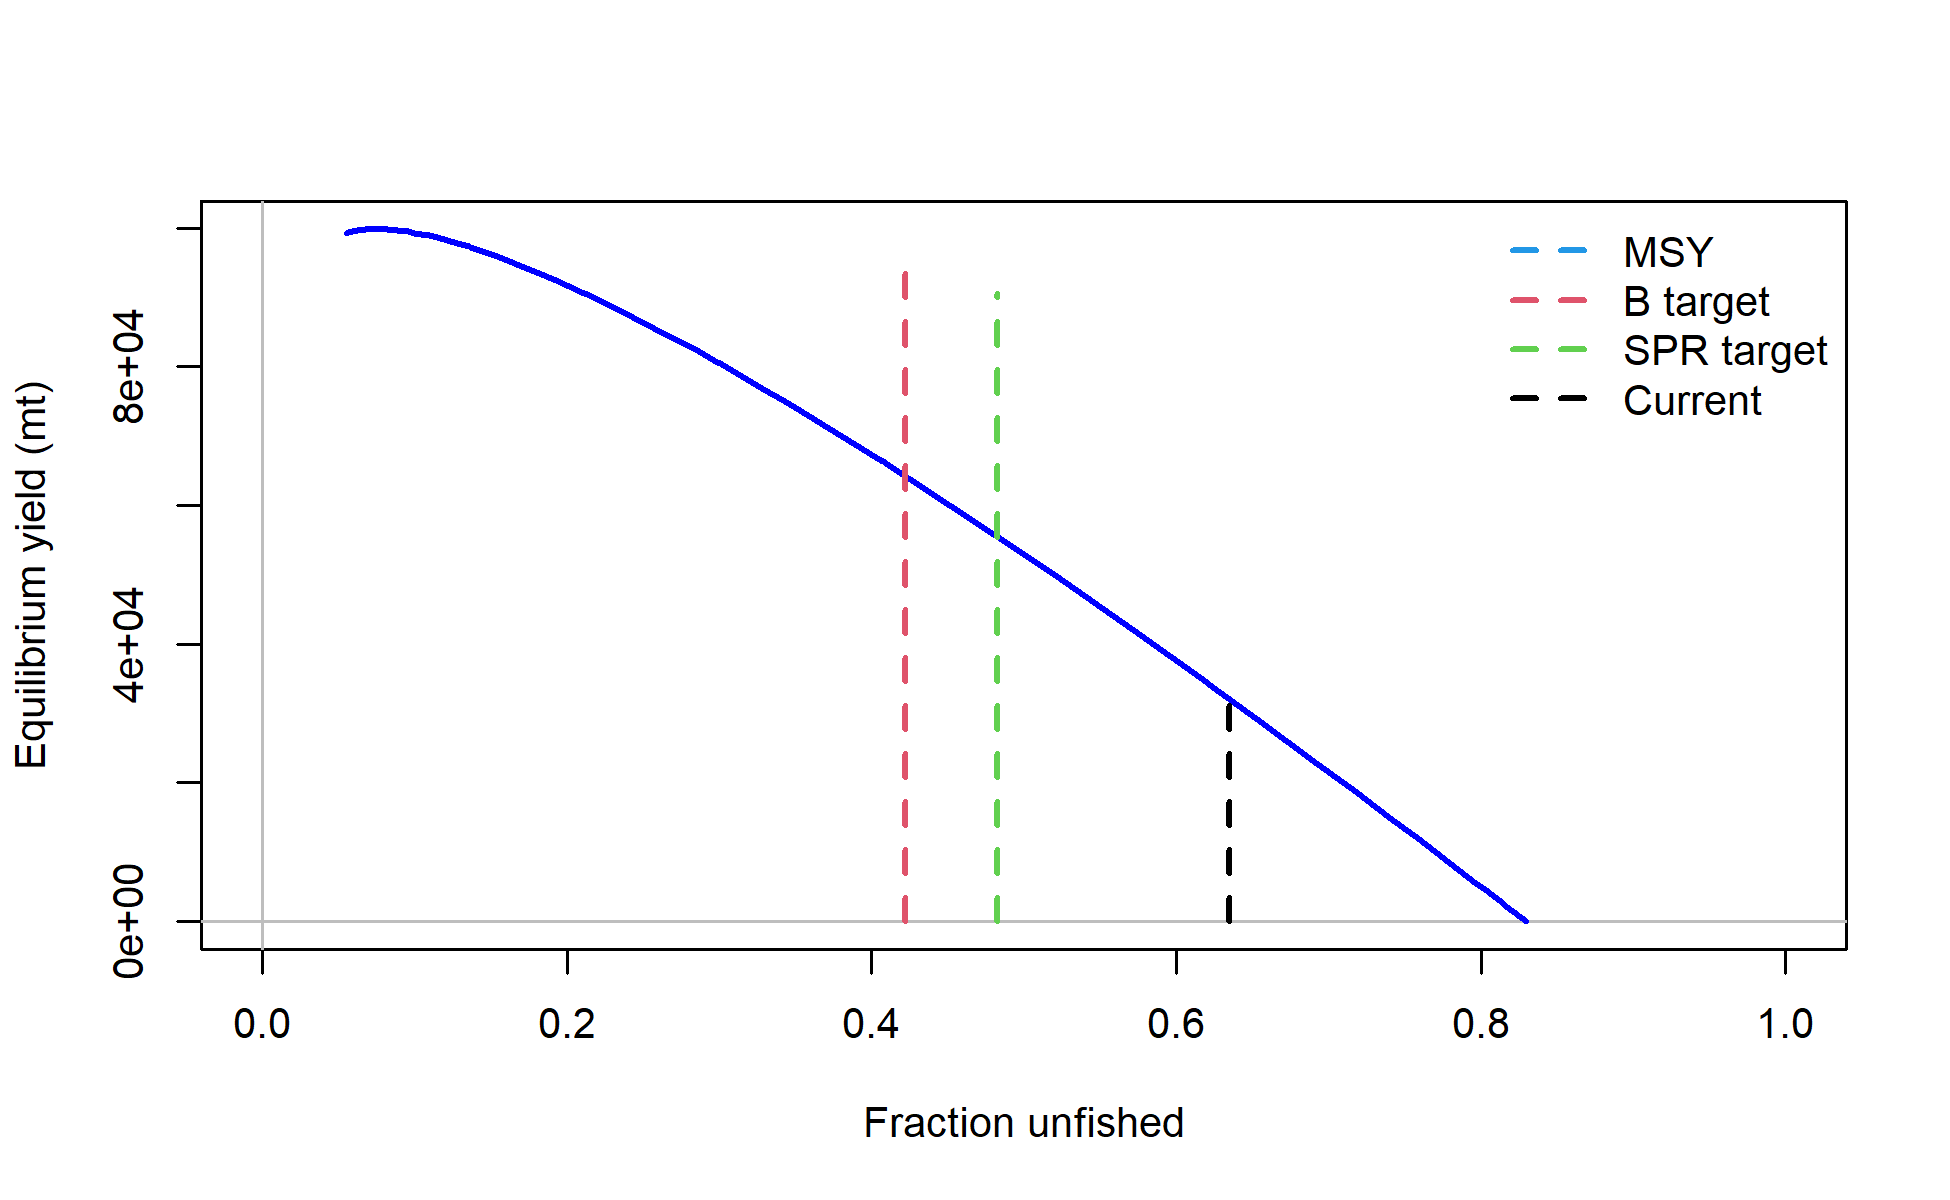 MSY
B target
SPR target
Current
Equilibrium yield (mt)
8e+04
4e+04
0e+00
0.0 0.2 0.4 0.6 0.8 1.0
Fraction unfished